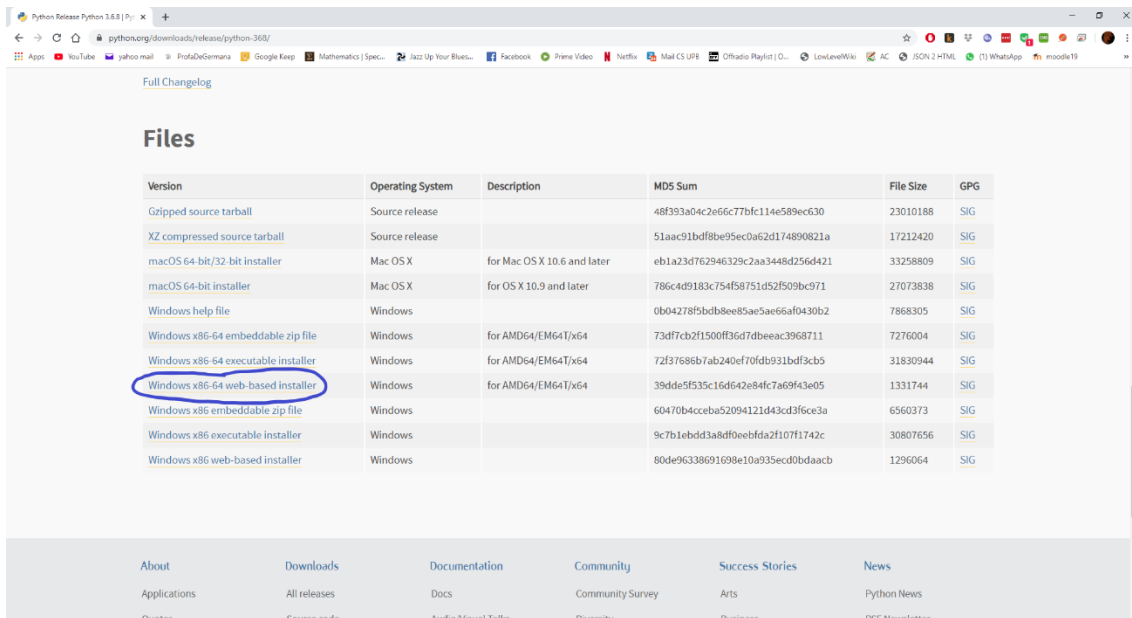 Python Release Python 3.6.8 | Pyt
python.org/downloads/release/python-368/
Apps YouTube yahoo mail ProfaDeGermana Google Keep Mathematics | Spec... Jazz Up Your Blues... Facebook Prime Video Netflix Mail CS UPB Offradio Playlist | O... LowLevelWiki AC JSON 2 HTML (1) WhatsApp moodle19
Full Changelog
Files
Version Operating System Description MD5 Sum File Size GPG
Gzipped source tarball Source release 48f393a04c2e66c77bfc114e589ec630 23010188 SIG
XZ compressed source tarball Source release 51aac91bdf8be95ec0a62d174890821a 17212420 SIG
macOS 64-bit/32-bit installer Mac OS X for Mac OS X 10.6 and later eb1a23d762946329c2aa3448d256d421 33258809 SIG
macOS 64-bit installer Mac OS X for OS X 10.9 and later 786c4d9183c754f58751d52f509bc971 27073838 SIG
Windows help file Windows 0b04278f5bdb8ee85ae5ae66af0430b2 7868305 SIG
Windows x86-64 embeddable zip file Windows for AMD64/EM64T/x64 73df7cb2f1500ff36d7dbeeac3968711 7276004 SIG
Windows x86-64 executable installer Windows for AMD64/EM64T/x64 72f37686b7ab240ef70fdb931bdf3cb5 31830944 SIG
Windows x86-64 web-based installer Windows for AMD64/EM64T/x64 39dde5f535c16d642e84fc7a69f43e05 1331744 SIG
Windows x86 embeddable zip file Windows 60470b4cceba52094121d43cd3f6ce3a 6560373 SIG
Windows x86 executable installer Windows 9c7b1ebdd3a8df0eebfda2f107f1742c 30807656 SIG
Windows x86 web-based installer Windows 80de96338691698e10a935ecd0bdaacb 1296064 SIG
About Downloads Documentation Community Success Stories News
Applications All releases Docs Community Survey Arts Python News